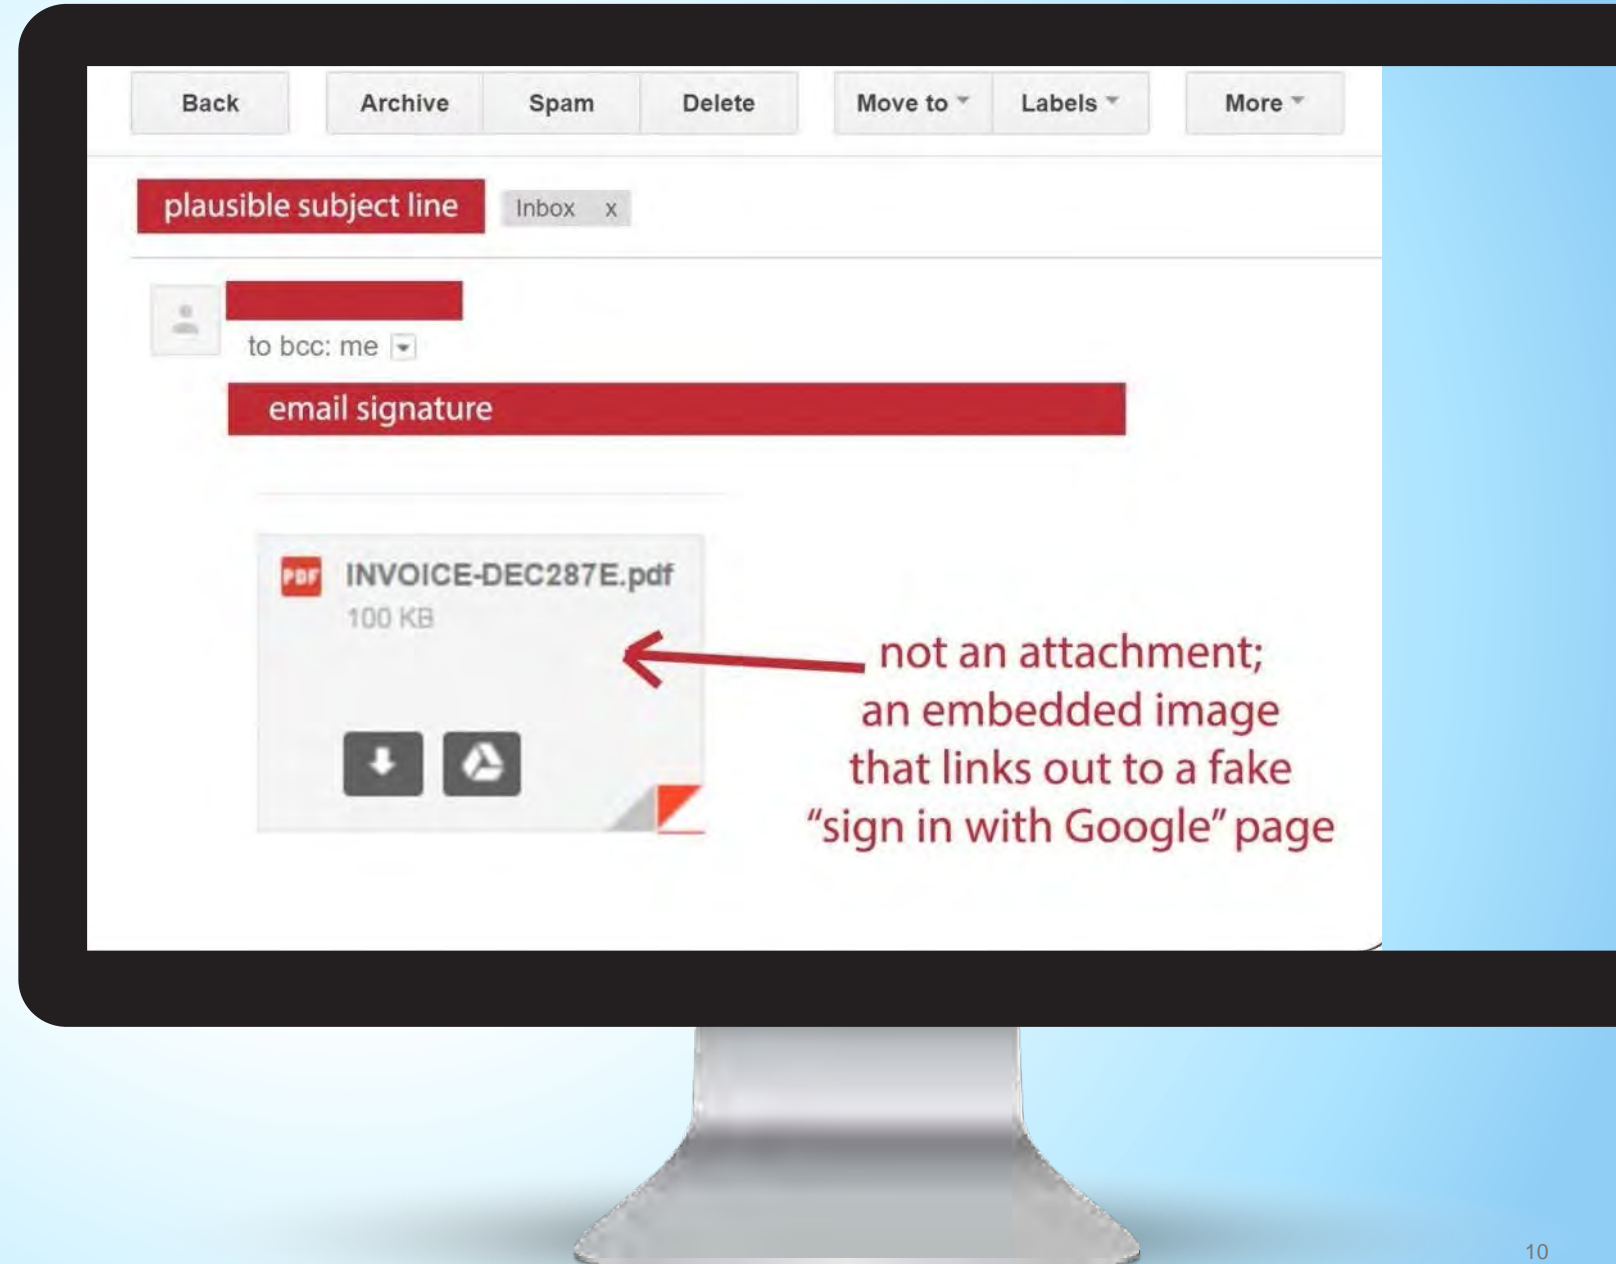 Back Archive Spam Delete Move to Labels More
plausible subject line Inbox x
to bcc: me
email signature
PDF INVOICE-DEC287E.pdf
100 KB
not an attachment;
an embedded image
that links out to a fake
“sign in with Google” page
10